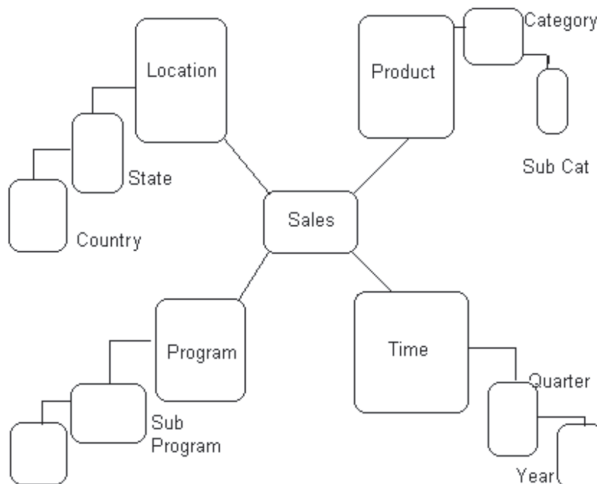 Category
Location
Product
State
Sub Cat
Sales
Country
Program
Time
Quarter
Sub
Program
Year